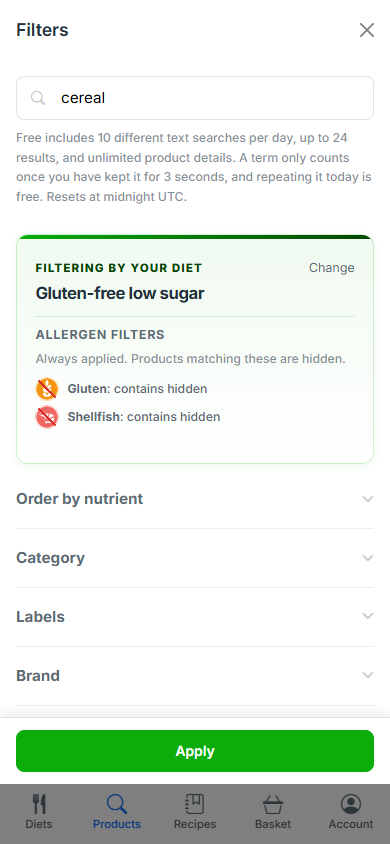 Filters
cereal
Free includes 10 different text searches per day, up to 24
results, and unlimited product details. A term only counts
once you have kept it for 3 seconds, and repeating it today is
free. Resets at midnight UTC.
FILTERING BY YOUR DIET
Change
Gluten-free low sugar
ALLERGEN FILTERS
Always applied. Products matching these are hidden.
Gluten: contains hidden
Shellfish: contains hidden
Order by nutrient
Category
Labels
Brand
Apply
Diets
Products
Recipes
Basket
Account